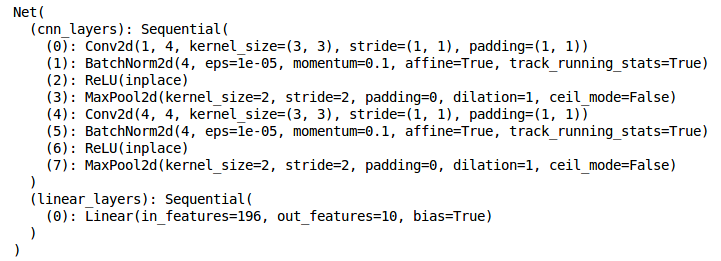 Net(
  (cnn_layers): Sequential(
    (0): Conv2d(1, 4, kernel_size=(3, 3), stride=(1, 1), padding=(1, 1))
    (1): BatchNorm2d(4, eps=1e-05, momentum=0.1, affine=True, track_running_stats=True)
    (2): ReLU(inplace)
    (3): MaxPool2d(kernel_size=2, stride=2, padding=0, dilation=1, ceil_mode=False)
    (4): Conv2d(4, 4, kernel_size=(3, 3), stride=(1, 1), padding=(1, 1))
    (5): BatchNorm2d(4, eps=1e-05, momentum=0.1, affine=True, track_running_stats=True)
    (6): ReLU(inplace)
    (7): MaxPool2d(kernel_size=2, stride=2, padding=0, dilation=1, ceil_mode=False)
  )
  (linear_layers): Sequential(
    (0): Linear(in_features=196, out_features=10, bias=True)
  )
)